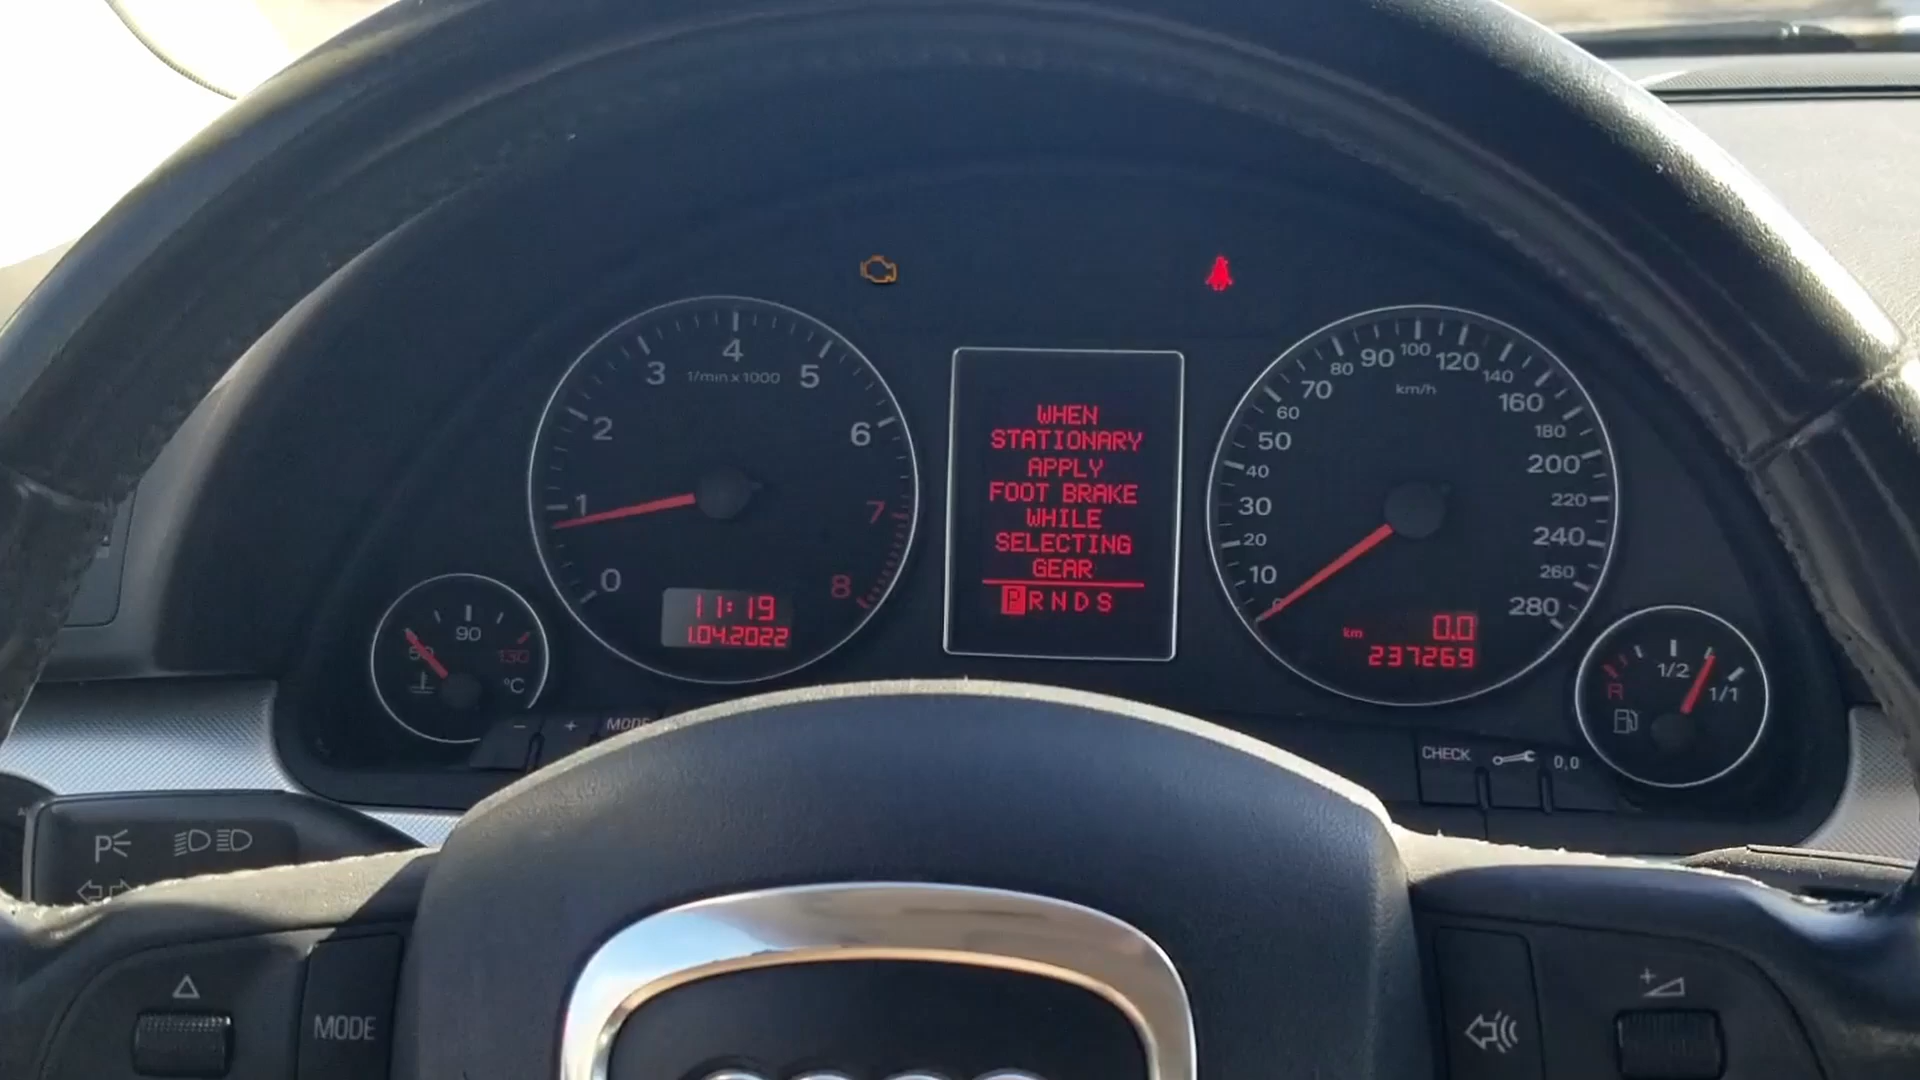 4
3
5
1/min x 1000
2
6
1
7
0
8
11:19
1.04.2022
90
50
130
°C
WHEN
STATIONARY
APPLY
FOOT BRAKE
WHILE
SELECTING
GEAR
PRNDS
100
90
120
80
140
km/h
70
160
60
180
50
200
40
220
30
240
20
260
10
280
0
0.0
km
237269
1/2
R
1/1
- + MODE
CHECK 0,0
P
MODE
+